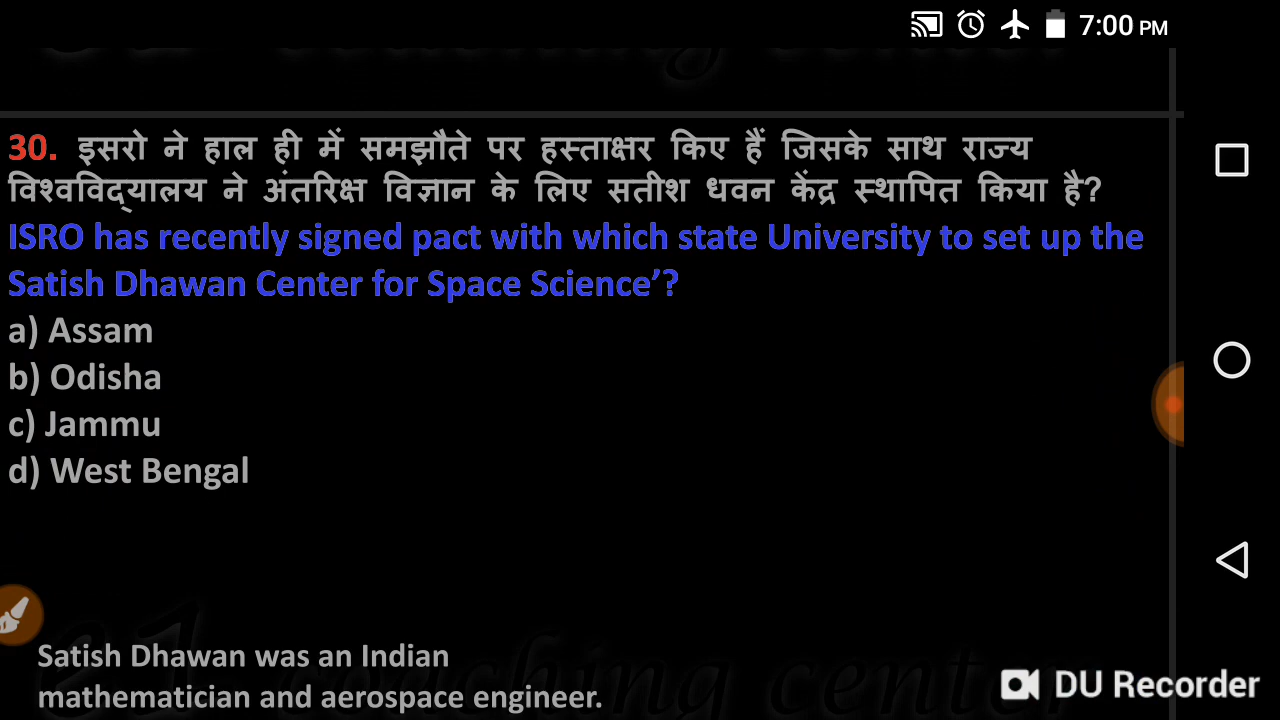 7:00 PM
30. इसरो ने हाल ही में समझौते पर हस्ताक्षर किए हैं जिसके साथ राज्य
विश्वविद्यालय ने अंतरिक्ष विज्ञान के लिए सतीश धवन केंद्र स्थापित किया है?
ISRO has recently signed pact with which state University to set up the
Satish Dhawan Center for Space Science’?
a) Assam
b) Odisha
c) Jammu
d) West Bengal
coaching center
Satish Dhawan was an Indian
mathematician and aerospace engineer.
DU Recorder